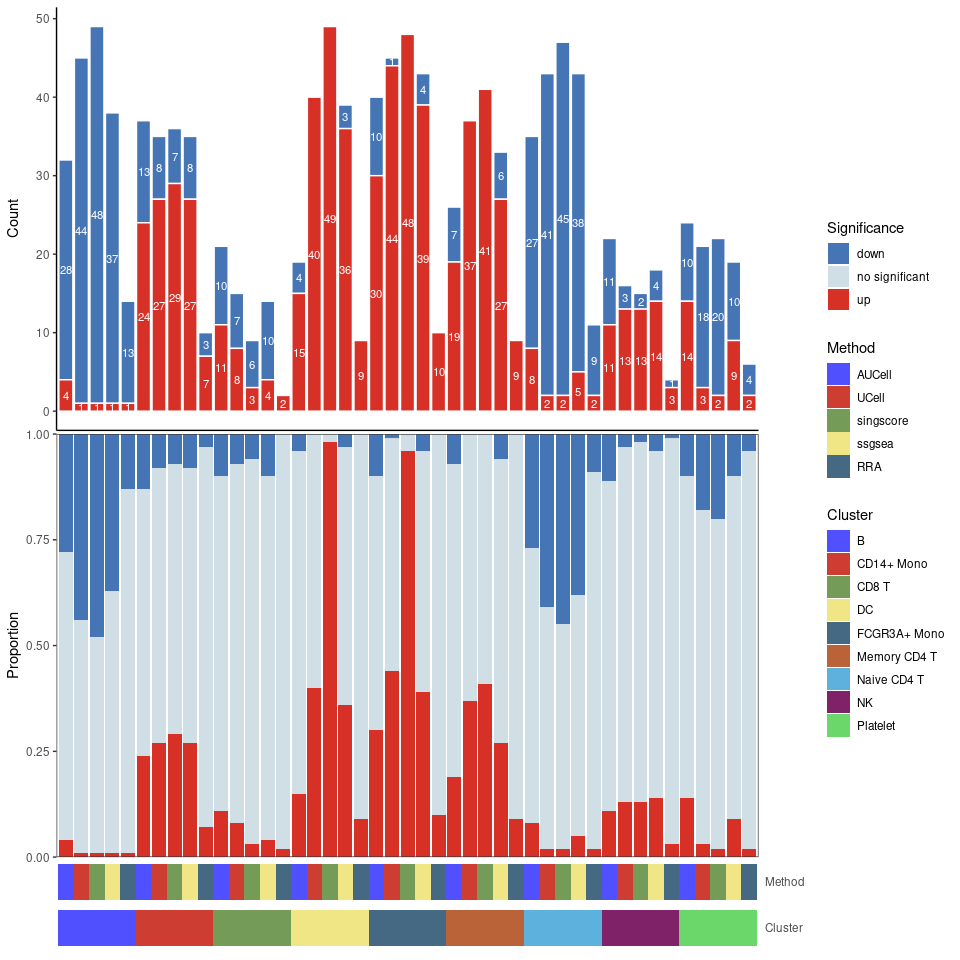 Count
50
40
30
20
10
0
28 4
44 1
48 1
37 1
13 1
13 24
8 27
7 29
8 27
3 7
10 11
7 8
6 3
10 4
2
4 15
40
49
3 36
9
10 30
1 44
48
4 39
10
7 19
37
41
6 27
9
27 8
41 2
45 2
38 5
9 2
11 11
3 13
2 13
4 14
1 3
10 14
18 3
20 2
10 9
4 2
Proportion
1.00
0.75
0.50
0.25
0.00
Method
Cluster
Significance
down
no significant
up
Method
AUCell
UCell
singscore
ssgsea
RRA
Cluster
B
CD14+ Mono
CD8 T
DC
FCGR3A+ Mono
Memory CD4 T
Naive CD4 T
NK
Platelet